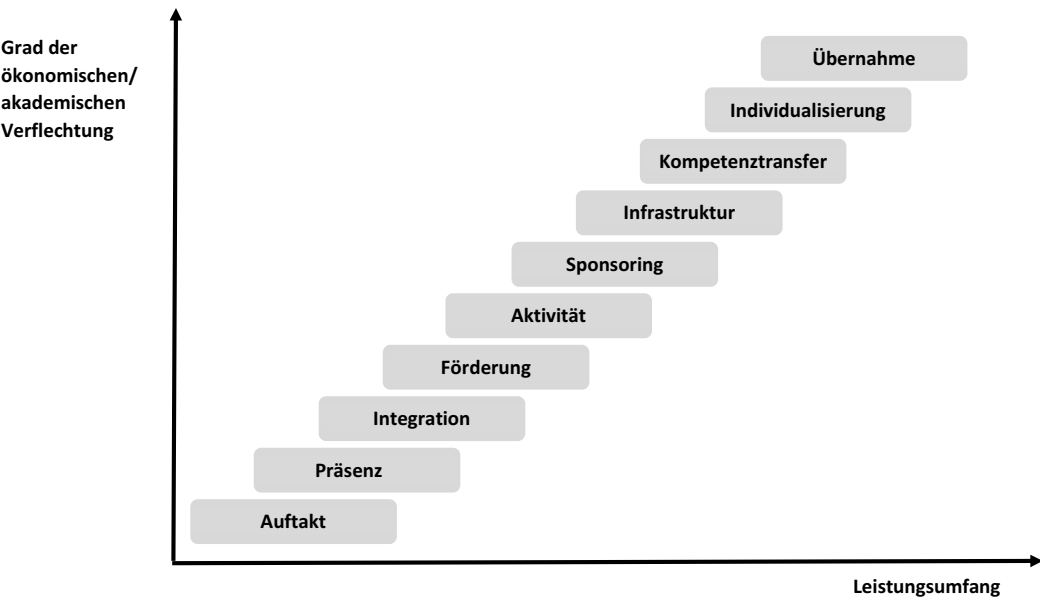 Grad der
ökonomischen/
akademischen
Verflechtung
Übernahme
Individualisierung
Kompetenztransfer
Infrastruktur
Sponsoring
Aktivität
Förderung
Integration
Präsenz
Auftakt
Leistungsumfang